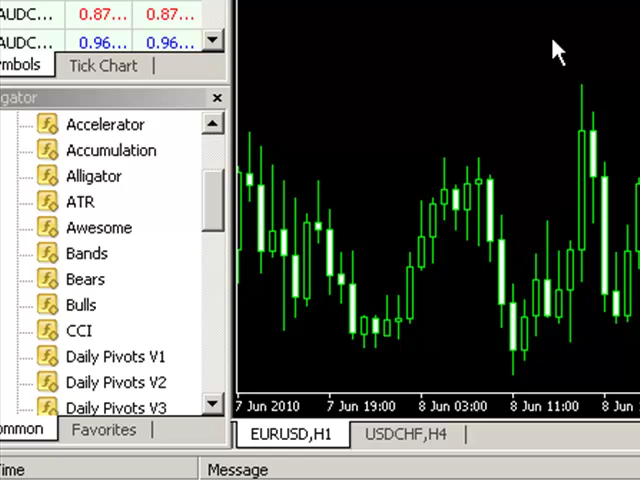 AUDC... 0.87... 0.87...
AUDC... 0.96... 0.96...
mbols Tick Chart
gator
Accelerator
Accumulation
Alligator
ATR
Awesome
Bands
Bears
Bulls
CCI
Daily Pivots V1
Daily Pivots V2
Daily Pivots V3
ommon Favorites
7 Jun 2010 7 Jun 19:00 8 Jun 03:00 8 Jun 11:00 8 Jun
EURUSD,H1 USDCHF,H4
Time Message